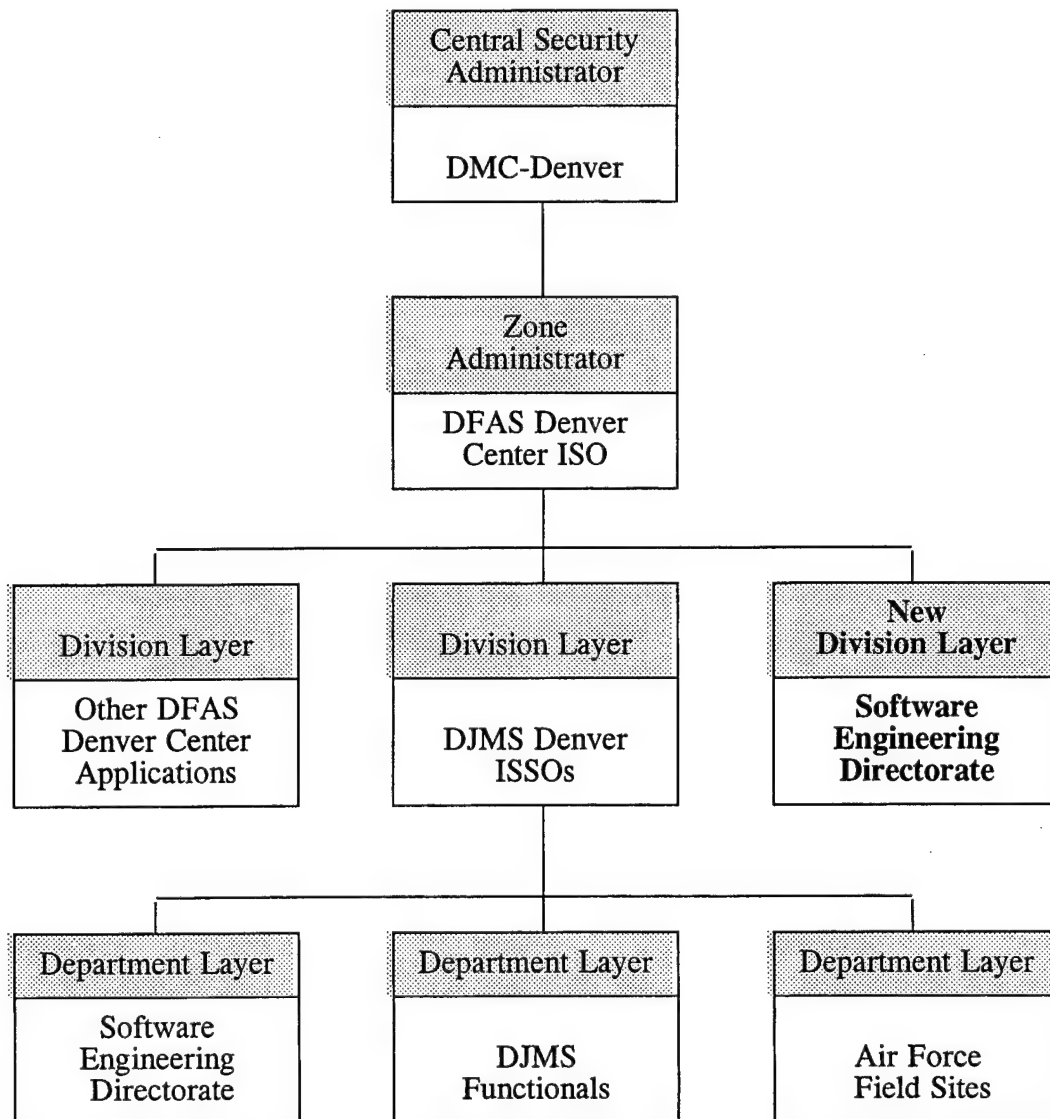 Central Security
Administrator
DMC-Denver
Zone
Administrator
DFAS Denver
Center ISO
Division Layer
Other DFAS
Denver Center
Applications
Division Layer
DJMS Denver
ISSOs
New
Division Layer
Software
Engineering
Directorate
Department Layer
Software
Engineering
Directorate
Department Layer
DJMS
Functionals
Department Layer
Air Force
Field Sites